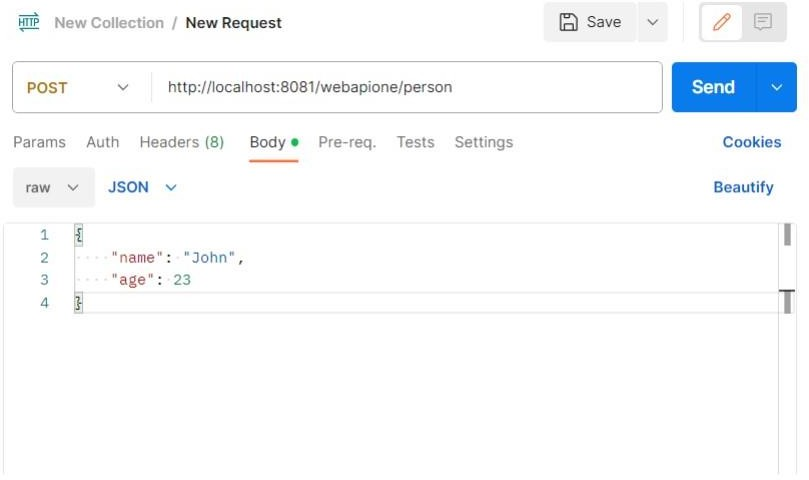 HTTP New Collection / New Request Save
POST http://localhost:8081/webapione/person Send
Params Auth Headers (8) Body Pre-req. Tests Settings Cookies
raw JSON Beautify
1 {
2 "name": "John",
3 "age": 23
4 }